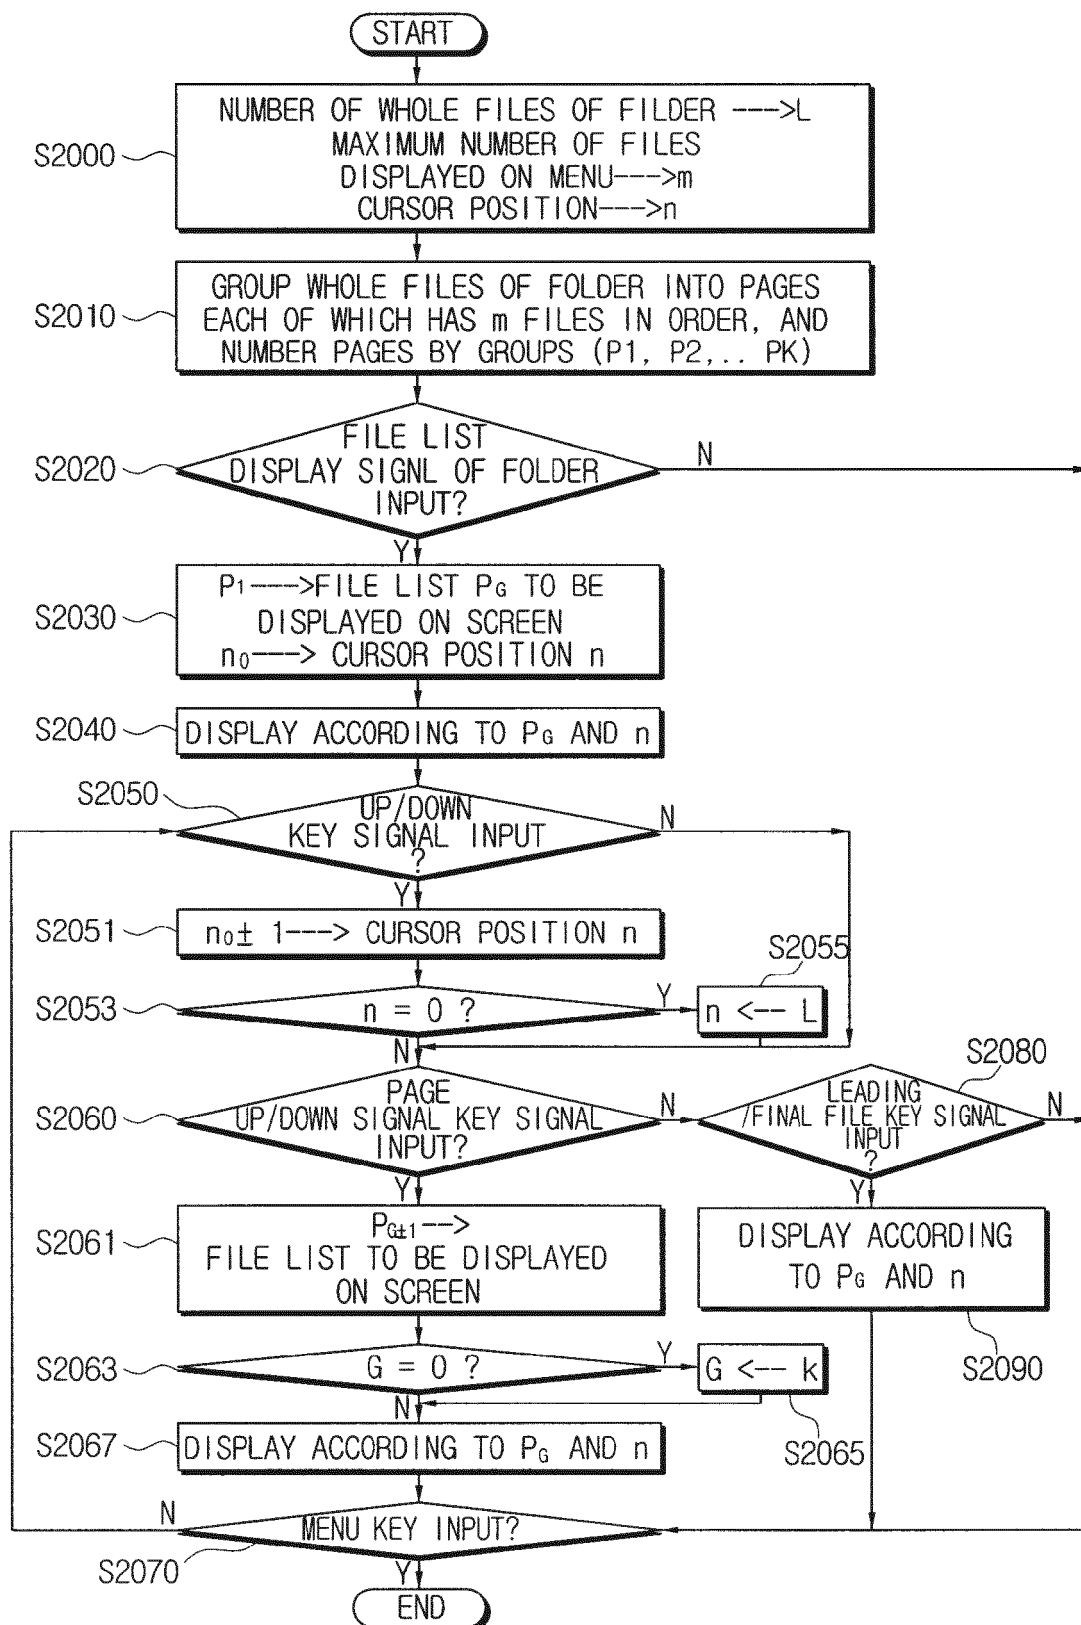 START
NUMBER OF WHOLE FILES OF FILDER --->L
MAXIMUM NUMBER OF FILES
DISPLAYED ON MENU--->m
CURSOR POSITION--->n
S2000
GROUP WHOLE FILES OF FOLDER INTO PAGES
EACH OF WHICH HAS m FILES IN ORDER, AND
NUMBER PAGES BY GROUPS (P1, P2,.. PK)
S2010
FILE LIST
DISPLAY SIGNL OF FOLDER
INPUT?
S2020
N
Y
P1--->FILE LIST PG TO BE
DISPLAYED ON SCREEN
n0---> CURSOR POSITION n
S2030
S2040
DISPLAY ACCORDING TO PG AND n
S2050
UP/DOWN
KEY SIGNAL INPUT
?
N
Y
S2051
n0± 1---> CURSOR POSITION n
S2055
S2053
n = 0 ?
Y
n <-- L
N
S2080
PAGE
UP/DOWN SIGNAL KEY SIGNAL
INPUT?
S2060
N
LEADING
/FINAL FILE KEY SIGNAL
INPUT
?
N
Y
Y
PG±1-->
FILE LIST TO BE DISPLAYED
ON SCREEN
S2061
DISPLAY ACCORDING
TO PG AND n
S2090
S2063
G = 0 ?
Y
G <-- k
N
S2065
S2067
DISPLAY ACCORDING TO PG AND n
N
MENU KEY INPUT?
S2070
Y
END